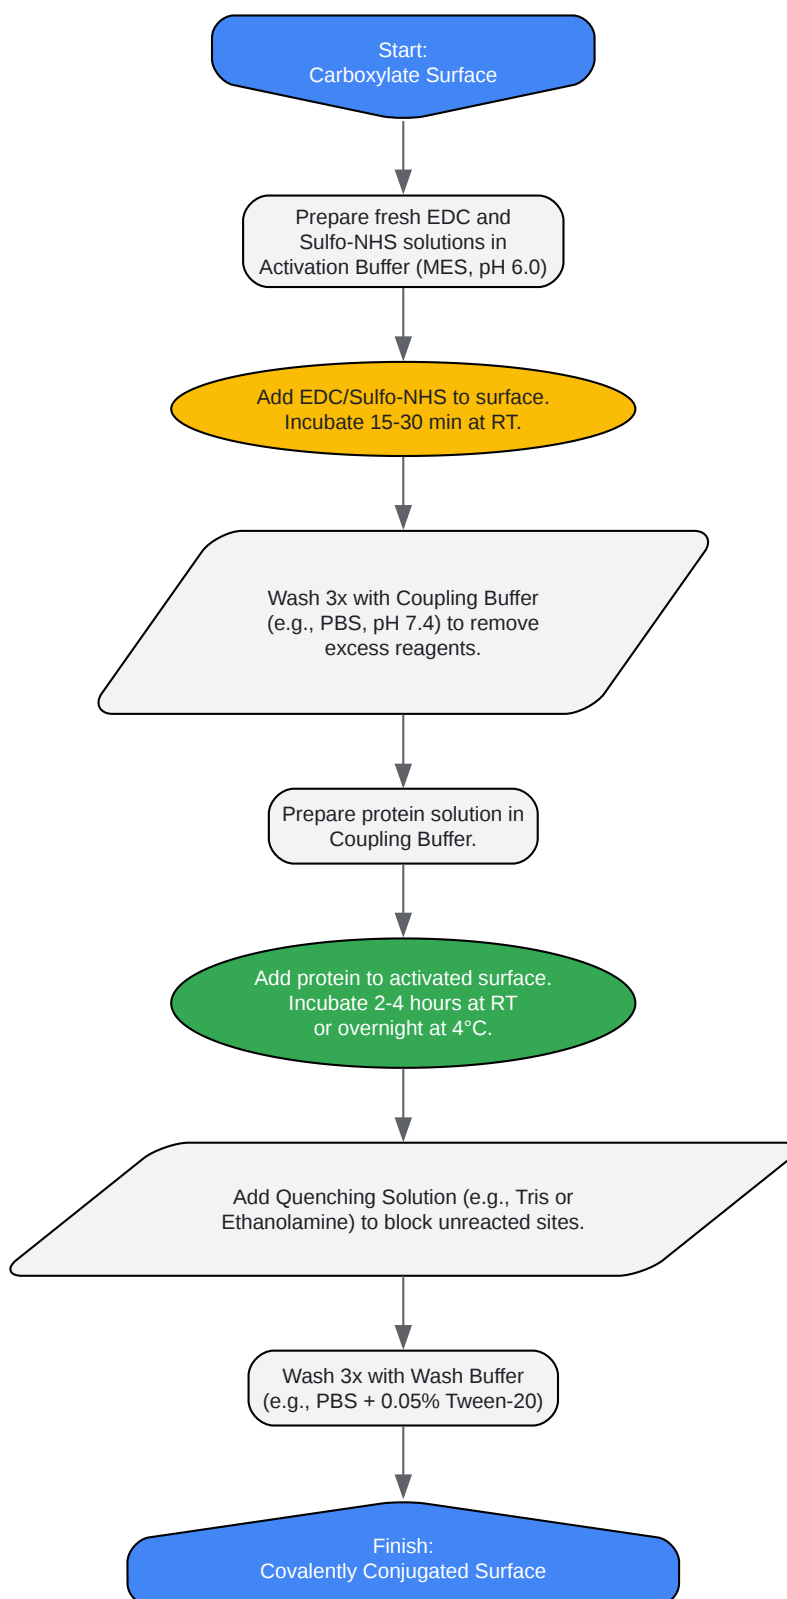 Start:
Carboxylate Surface
Prepare fresh EDC and
Sulfo-NHS solutions in
Activation Buffer (MES, pH 6.0)
Add EDC/Sulfo-NHS to surface.
Incubate 15-30 min at RT.
Wash 3x with Coupling Buffer
(e.g., PBS, pH 7.4) to remove
excess reagents.
Prepare protein solution in
Coupling Buffer.
Add protein to activated surface.
Incubate 2-4 hours at RT
or overnight at 4°C.
Add Quenching Solution (e.g., Tris or
Ethanolamine) to block unreacted sites.
Wash 3x with Wash Buffer
(e.g., PBS + 0.05% Tween-20)
Finish:
Covalently Conjugated Surface